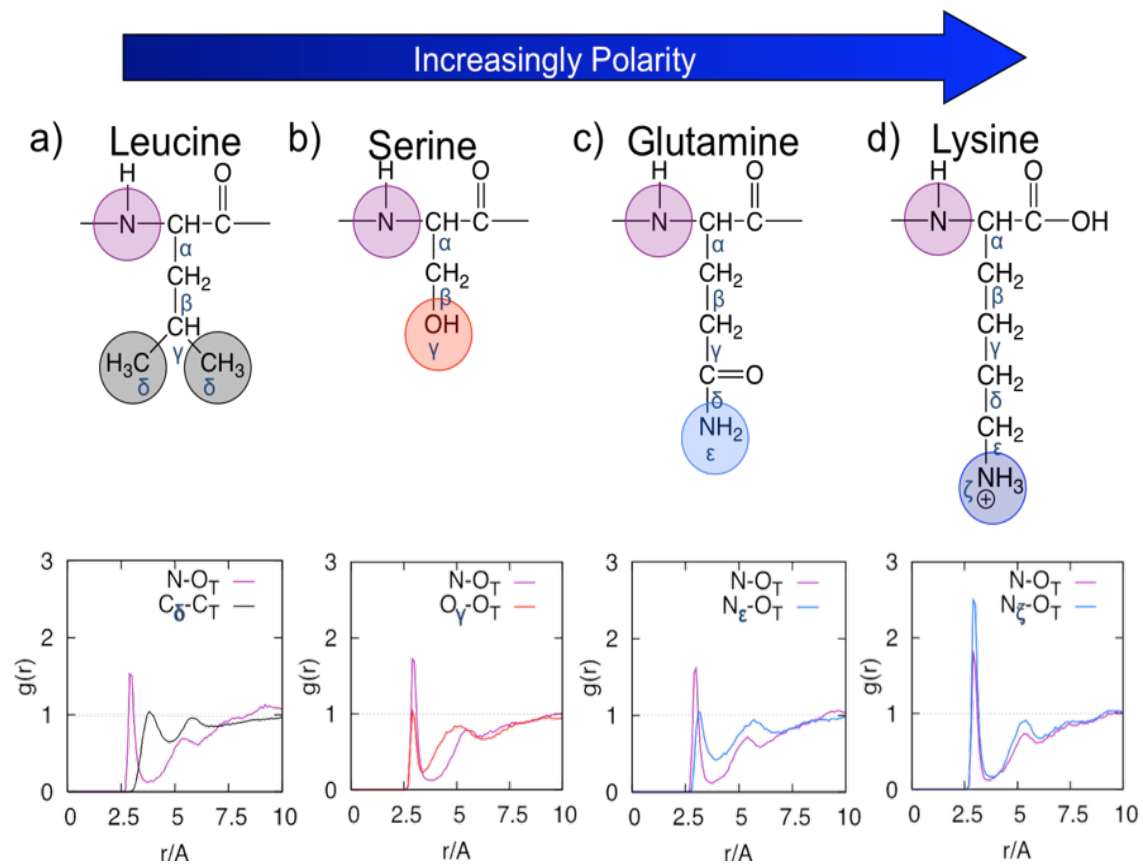 Increasingly Polarity
a) Leucine
b) Serine
c) Glutamine
d) Lysine
H O
N CH C
α
CH2
β
CH
H3C γ CH3
δ δ
H O
N CH C
α
CH2
β
OH
γ
H O
N CH C
α
CH2
β
CH2
γ
C O
δ
NH2
ε
H O
N CH C OH
α
CH2
β
CH2
γ
CH2
δ
CH2
ε
ζ NH3
+
3
N-OT
Cδ-CT
2
g(r)
1
0
0 2.5 5 7.5 10
r/A
3
N-OT
Oγ-OT
2
g(r)
1
0
0 2.5 5 7.5 10
r/A
3
N-OT
Nε-OT
2
g(r)
1
0
0 2.5 5 7.5 10
r/A
3
N-OT
Nζ-OT
2
g(r)
1
0
0 2.5 5 7.5 10
r/A